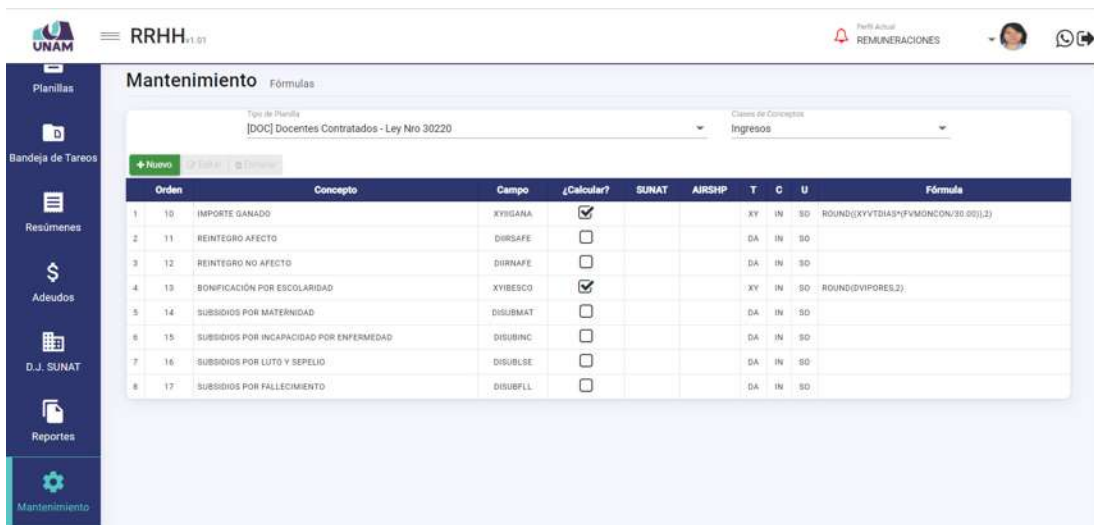 UNAM
RRHH v1.01
Perfil Actual
REMUNERACIONES
Planillas
Bandeja de Tareos
Resúmenes
Adeudos
D.J. SUNAT
Reportes
Mantenimiento
Mantenimiento Fórmulas
Tipo de Planilla
[DOC] Docentes Contratados - Ley Nro 30220
Clases de Conceptos
Ingresos
+Nuevo Editar Eliminar
Orden Concepto Campo ¿Calcular? SUNAT AIRSHP T C U Fórmula
1 10 IMPORTE GANADO XYIIGANA XY IN SO ROUND((XYVTDIAS*(FVMONCON/30.00)),2)
2 11 REINTEGRO AFECTO DIIRSAFE DA IN SO
3 12 REINTEGRO NO AFECTO DIIRNAFE DA IN SO
4 13 BONIFICACIÓN POR ESCOLARIDAD XYIBESCO XY IN SO ROUND(DVIPORES,2)
5 14 SUBSIDIOS POR MATERNIDAD DISUBMAT DA IN SO
6 15 SUBSIDIOS POR INCAPACIDAD POR ENFERMEDAD DISUBINC DA IN SO
7 16 SUBSIDIOS POR LUTO Y SEPELIO DISUBLSE DA IN SO
8 17 SUBSIDIOS POR FALLECIMIENTO DISUBFLL DA IN SO